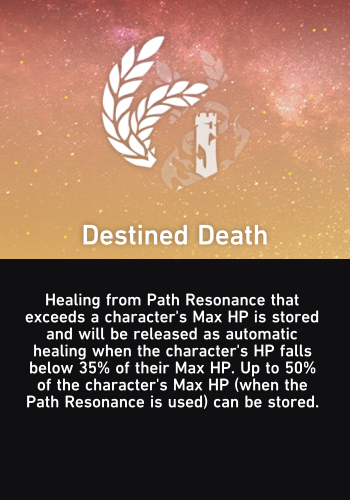 Destined Death
Healing from Path Resonance that
exceeds a character's Max HP is stored
and will be released as automatic
healing when the character's HP falls
below 35% of their Max HP. Up to 50%
of the character's Max HP (when the
Path Resonance is used) can be stored.